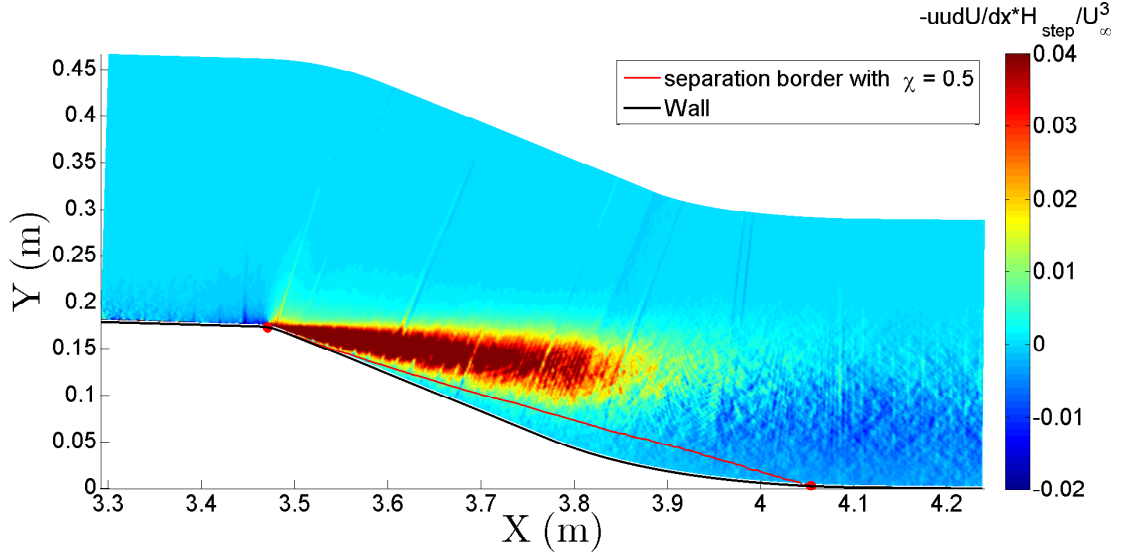 -uudU/dx*H_step/U³_∞
0.45
0.4
0.35
0.3
0.25
0.2
0.15
0.1
0.05
0
Y (m)
separation border with χ = 0.5
Wall
0.04
0.03
0.02
0.01
0
-0.01
-0.02
3.3 3.4 3.5 3.6 3.7 3.8 3.9 4 4.1 4.2
X (m)